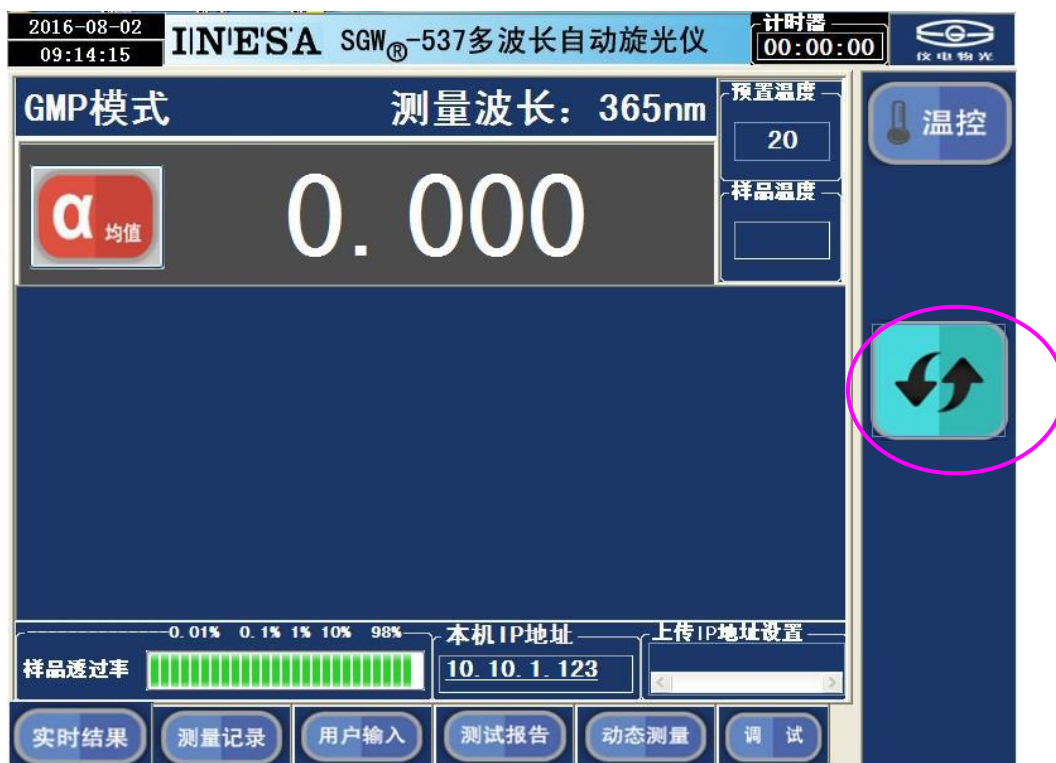 2016-08-02
09:14:15
INESA SGW®-537多波长自动旋光仪
计时器
00:00:00
仪电物光
GMP模式
测量波长: 365nm
预置温度
20
温控
α 均值
0.000
样品温度
0.01% 0.1% 1% 10% 98%
样品透过率
本机IP地址
10.10.1.123
上传IP地址设置
实时结果
测量记录
用户输入
测试报告
动态测量
调 试